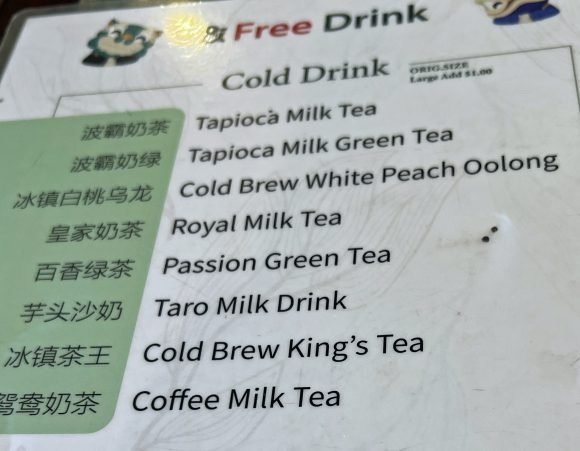 Free Drink
Cold Drink
ORIG.SIZE
Large Add $1.00
波霸奶茶 Tapioca Milk Tea
波霸奶绿 Tapioca Milk Green Tea
冰镇白桃乌龙 Cold Brew White Peach Oolong
皇家奶茶 Royal Milk Tea
百香绿茶 Passion Green Tea
芋头沙奶 Taro Milk Drink
冰镇茶王 Cold Brew King's Tea
鸳鸯奶茶 Coffee Milk Tea